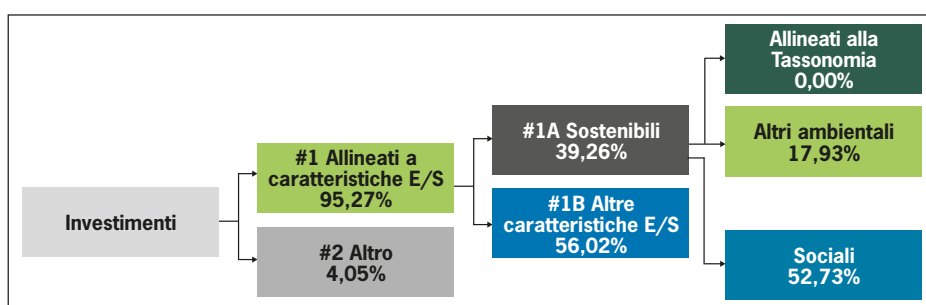 Investimenti
#1 Allineati a
caratteristiche E/S
95,27%
#2 Altro
4,05%
#1A Sostenibili
39,26%
#1B Altre
caratteristiche E/S
56,02%
Allineati alla
Tassonomia
0,00%
Altri ambientali
17,93%
Sociali
52,73%